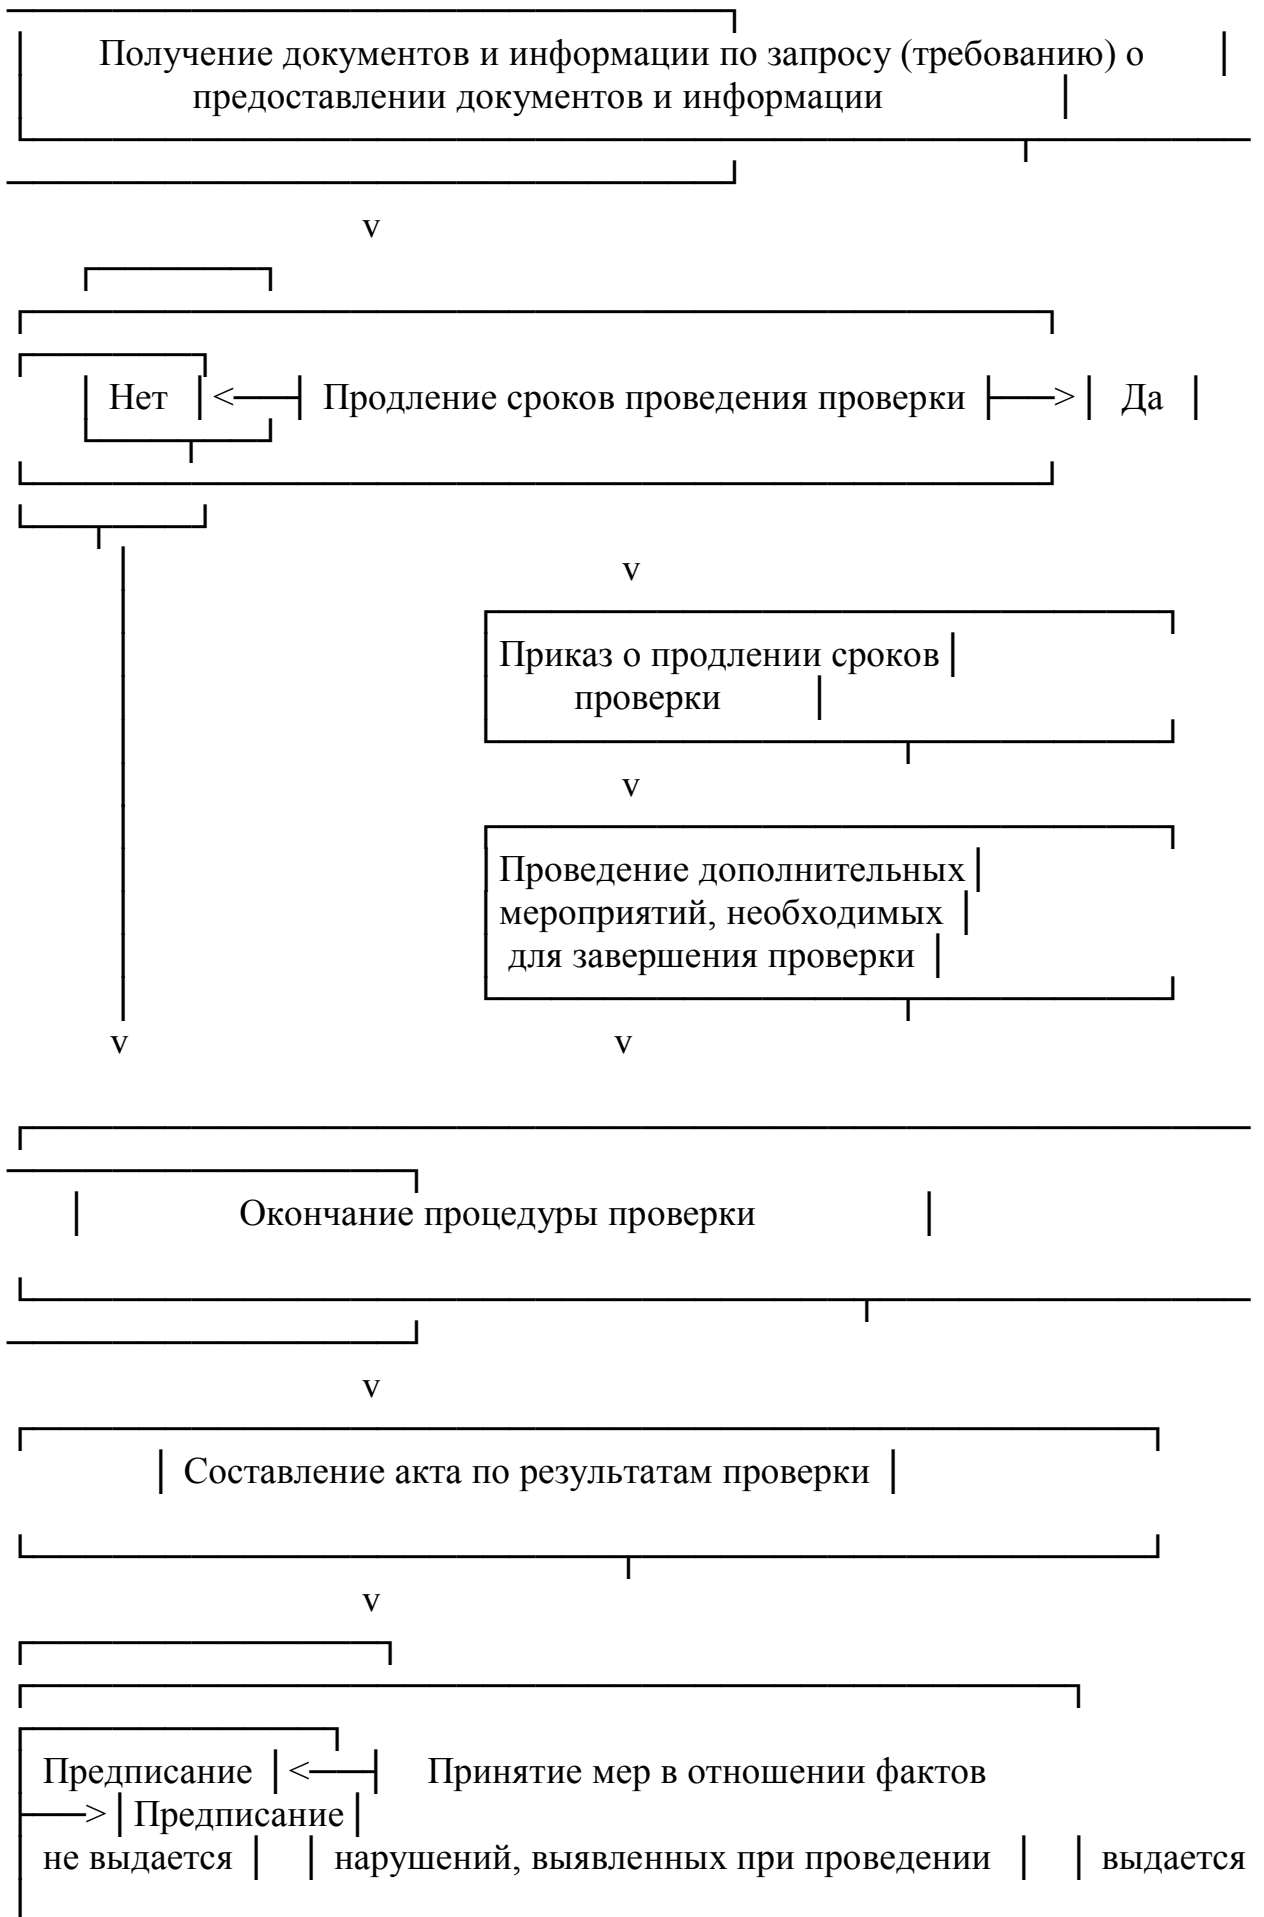 Получение документов и информации по запросу (требованию) о
предоставлении документов и информации
v
Нет < Продление сроков проведения проверки > Да
v
Приказ о продлении сроков
проверки
v
Проведение дополнительных
мероприятий, необходимых
для завершения проверки
v v
Окончание процедуры проверки
v
Составление акта по результатам проверки
v
Предписание < Принятие мер в отношении фактов
> Предписание
не выдается нарушений, выявленных при проведении выдается